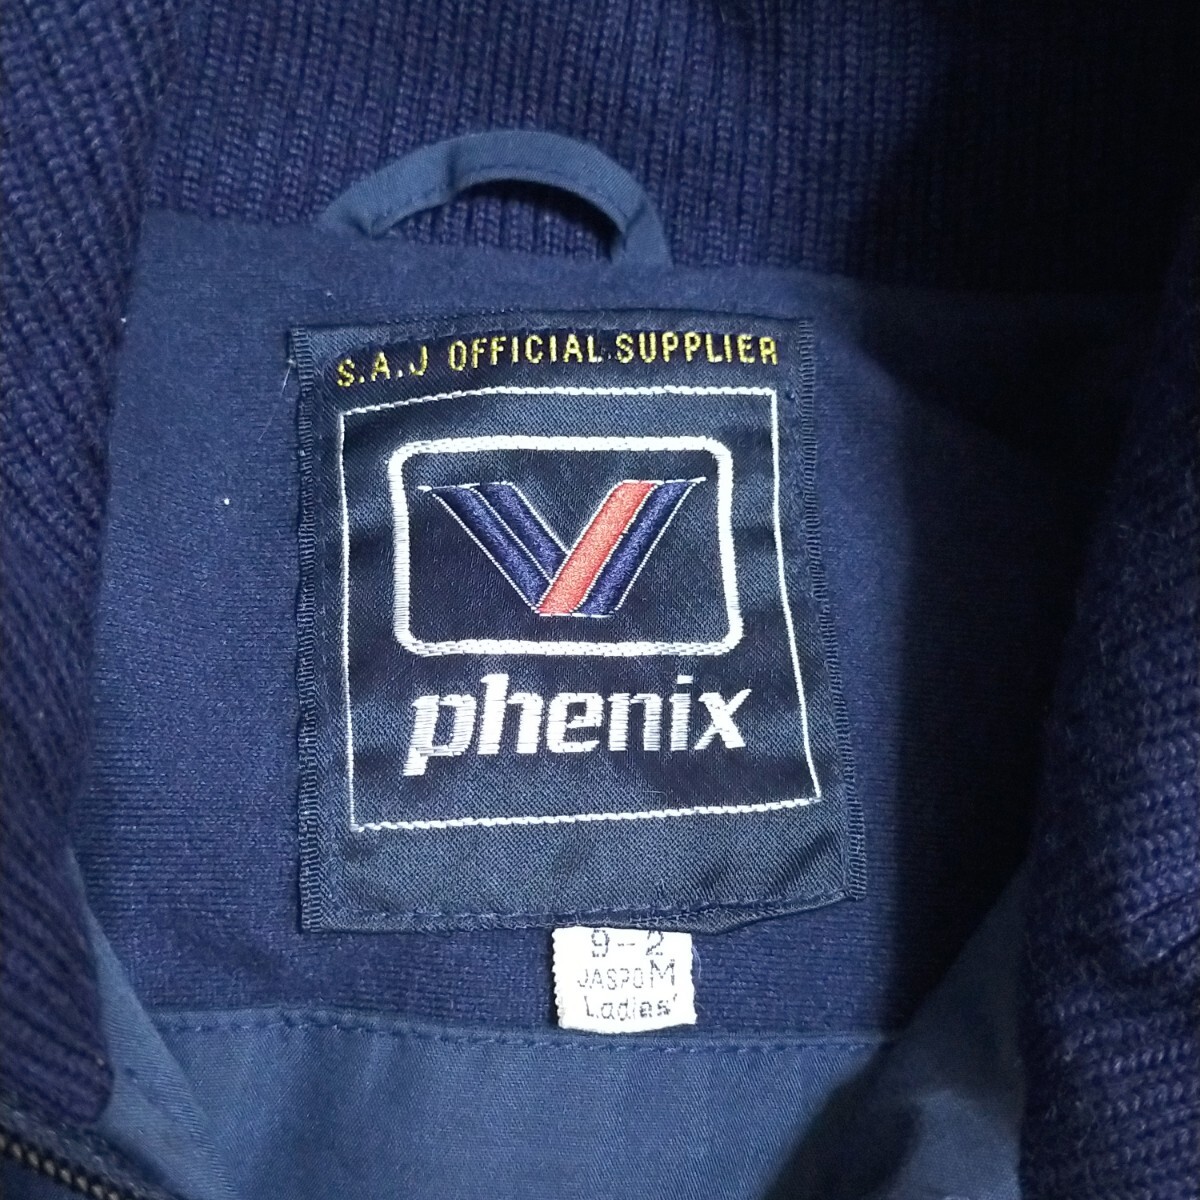 S.A.J OFFICIAL SUPPLIER
phenix
9-2
JASPO M
Ladies'